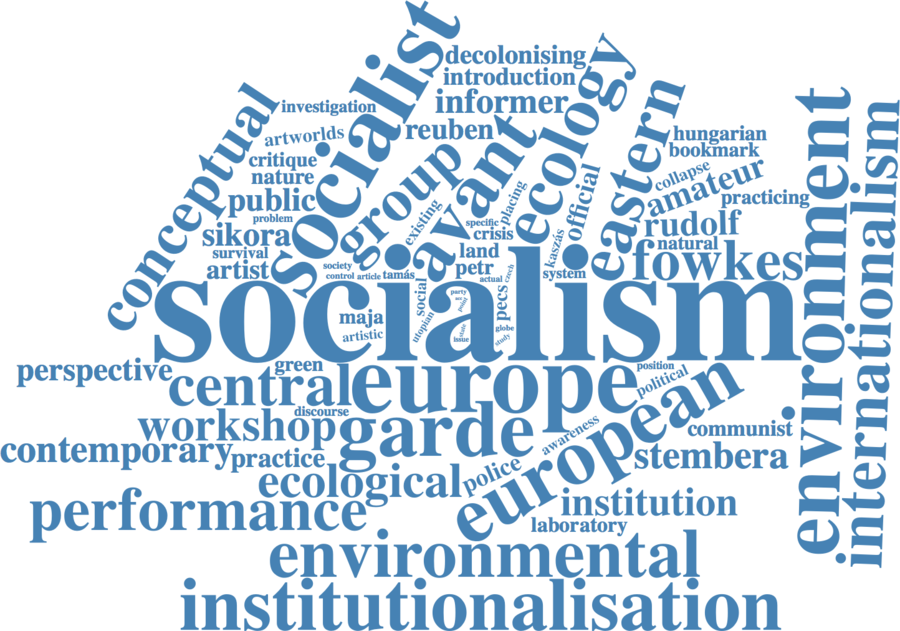 socialist
decolonising
introduction
informer
reuben
investigation
conceptual
artworlds
critique
nature
public
problem
sikora
survival
artist
group
avant
ecology
existing
specific
placing
crisis
official
eastern
hungarian
bookmark
collapse
amateur
practicing
rudolf
natural
fowkes
environment
internationalism
society
control
article
tamás
land
petr
actual
czech
kaszás
system
socialism
social
utopian
maja
artistic
party
act
point
state
issue
pecs
globe
study
perspective
green
central
europe
position
political
discourse
workshop
garde
european
awareness
communist
contemporary
practice
stembera
ecological
police
performance
institution
laboratory
environmental
institutionalisation